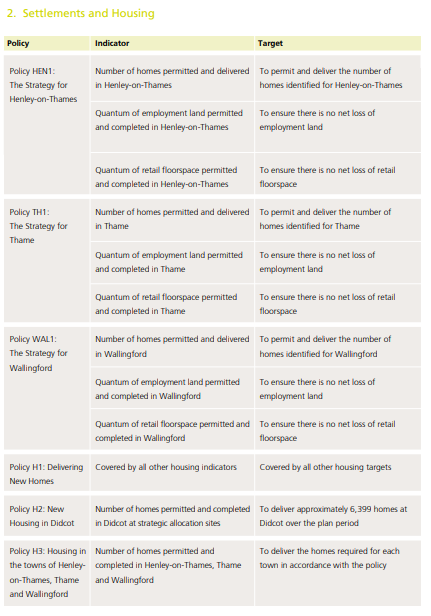 2. Settlements and Housing
Policy Indicator Target
Policy HEN1:
The Strategy for
Henley-on-Thames
Number of homes permitted and delivered
in Henley-on-Thames
To permit and deliver the number of
homes identified for Henley-on-Thames
Quantum of employment land permitted
and completed in Henley-on-Thames
To ensure there is no net loss of
employment land
Quantum of retail floorspace permitted
and completed in Henley-on-Thames
To ensure there is no net loss of retail
floorspace
Policy TH1:
The Strategy for
Thame
Number of homes permitted and delivered
in Thame
To permit and deliver the number of
homes identified for Thame
Quantum of employment land permitted
and completed in Thame
To ensure there is no net loss of
employment land
Quantum of retail floorspace permitted
and completed in Thame
To ensure there is no net loss of retail
floorspace
Policy WAL1:
The Strategy for
Wallingford
Number of homes permitted and delivered
in Wallingford
To permit and deliver the number of
homes identified for Wallingford
Quantum of employment land permitted
and completed in Wallingford
To ensure there is no net loss of
employment land
Quantum of retail floorspace permitted and
completed in Wallingford
To ensure there is no net loss of retail
floorspace
Policy H1: Delivering
New Homes
Covered by all other housing indicators
Covered by all other housing targets
Policy H2: New
Housing in Didcot
Number of homes permitted and completed
in Didcot at strategic allocation sites
To deliver approximately 6,399 homes at
Didcot over the plan period
Policy H3: Housing in
the towns of Henley-
on-Thames, Thame
and Wallingford
Number of homes permitted and
completed in Henley-on-Thames, Thame
and Wallingford
To deliver the homes required for each
town in accordance with the policy